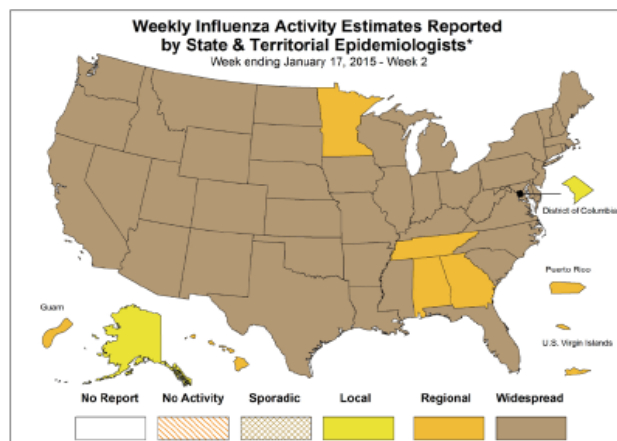 Weekly Influenza Activity Estimates Reported
by State & Territorial Epidemiologists*
Week ending January 17, 2015 - Week 2
District of Columbia
Puerto Rico
Guam
U.S. Virgin Islands
No Report No Activity Sporadic Local Regional Widespread